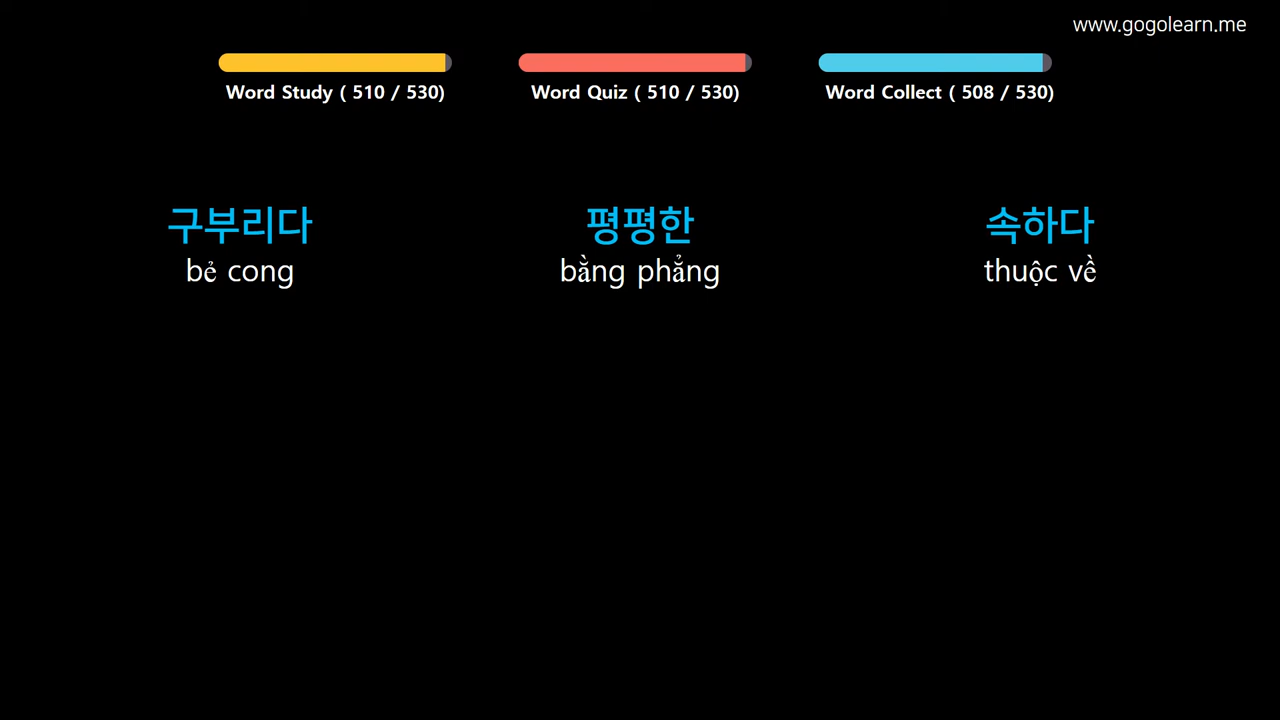 www.gogolearn.me
Word Study ( 510 / 530)
Word Quiz ( 510 / 530)
Word Collect ( 508 / 530)
구부리다
bẻ cong
평평한
bằng phẳng
속하다
thuộc về